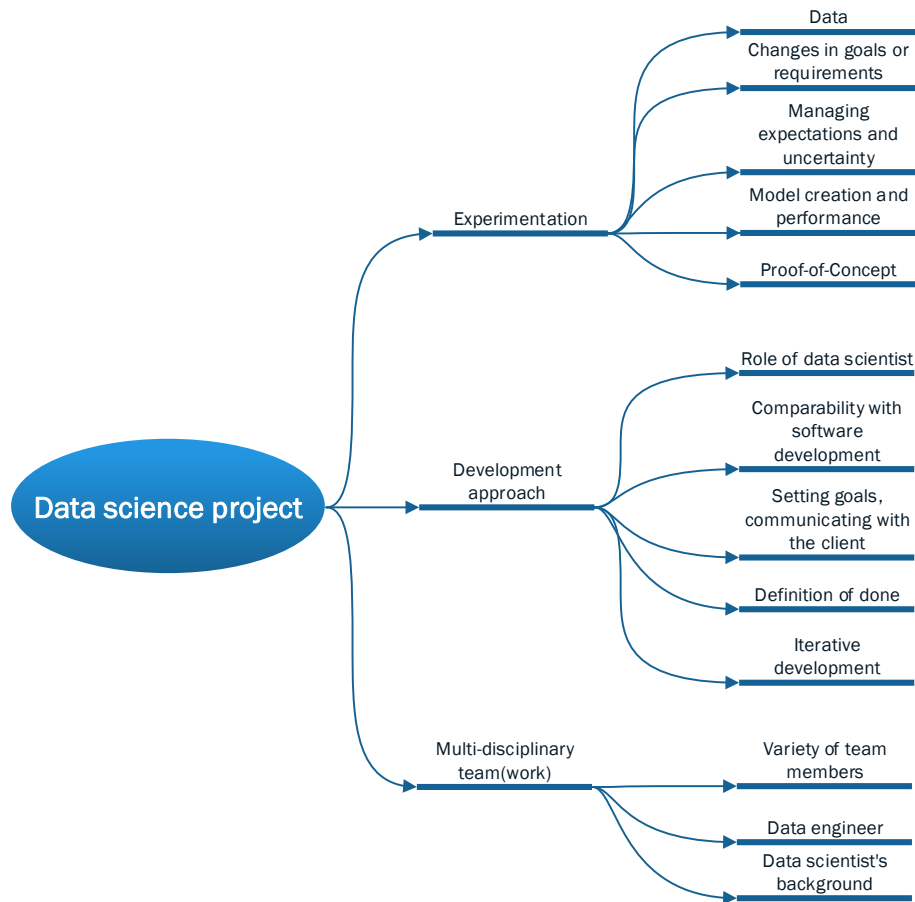 Data
Changes in goals or
requirements
Managing
expectations and
uncertainty
Model creation and
performance
Proof-of-Concept
Experimentation
Role of data scientist
Comparability with
software
development
Setting goals,
communicating with
the client
Definition of done
Iterative
development
Development
approach
Data science project
Multi-disciplinary
team(work)
Variety of team
members
Data engineer
Data scientist's
background